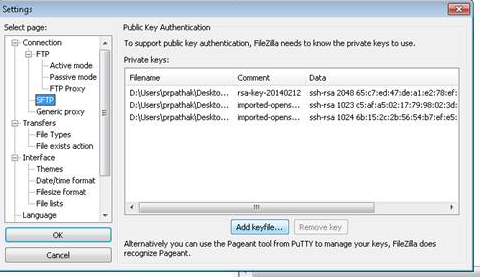 Settings
Select page:
Connection
FTP
Active mode
Passive mode
FTP Proxy
SFTP
Generic proxy
Transfers
File Types
File exists action
Interface
Themes
Date/time format
Filesize format
File lists
Language
OK
Cancel
Public Key Authentication
To support public key authentication, FileZilla needs to know the private keys to use.
Private keys:
Filename Comment Data
D:\Users\rprathak\Deskto... rsa-key-20140212 ssh-rsa 2048 65:c7:ed:47:de:a1:e2:78:ef:
D:\Users\rprathak\Deskto... imported-opens... ssh-rsa 1023 c5:af:a5:02:17:79:98:02:3d:
D:\Users\rprathak\Deskto... imported-opens... ssh-rsa 1024 6b:15:2c:2b:56:54:b7:ef:e5:
Add keyfile... Remove key
Alternatively you can use the Pageant tool from PuTTY to manage your keys, FileZilla does
recognize Pageant.